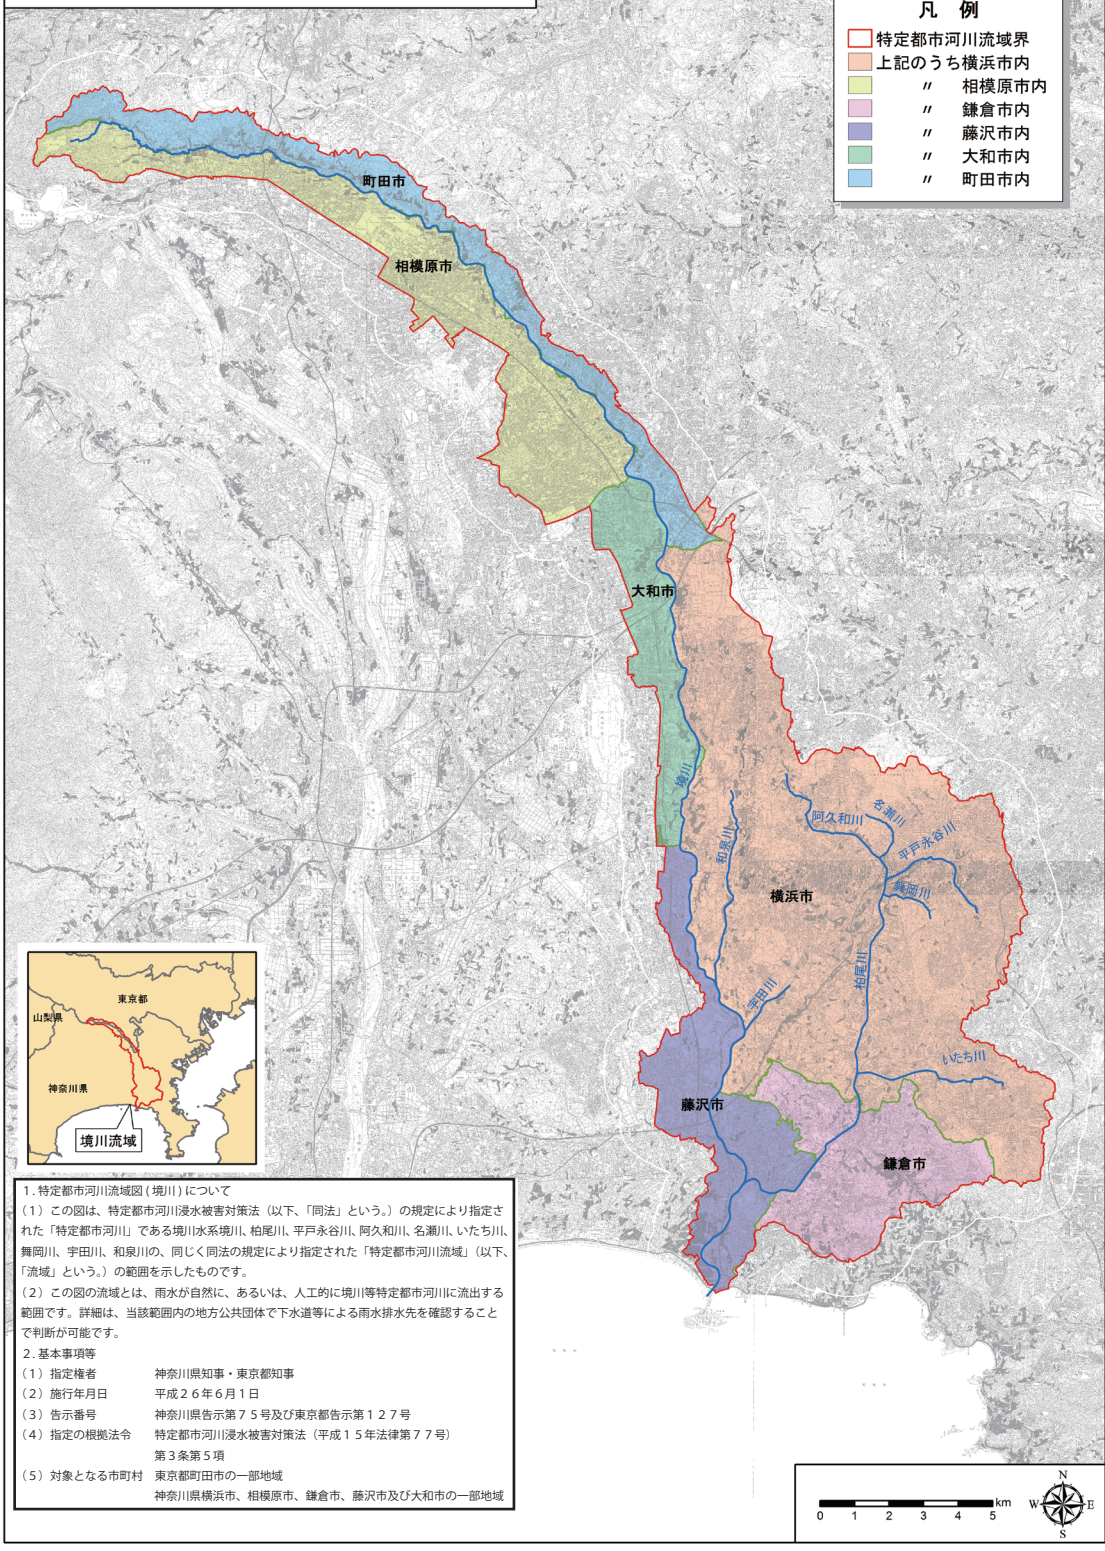 凡 例
特定都市河川流域界
上記のうち横浜市内
〃 相模原市内
〃 鎌倉市内
〃 藤沢市内
〃 大和市内
〃 町田市内
町田市
相模原市
大和市
境川
和泉川
阿久和川
名瀬川
平戸永谷川
舞岡川
横浜市
柏尾川
宇田川
いたち川
藤沢市
鎌倉市
東京都
山梨県
神奈川県
境川流域
1. 特定都市河川流域図 ( 境川 ) について
（1）この図は、特定都市河川浸水被害対策法（以下、「同法」という。）の規定により指定さ
れた「特定都市河川」である境川水系境川、柏尾川、平戸永谷川、阿久和川、名瀬川、いたち川、
舞岡川、宇田川、和泉川の、同じく同法の規定により指定された「特定都市河川流域」（以下、
「流域」という。）の範囲を示したものです。
（2）この図の流域とは、雨水が自然に、あるいは、人工的に境川等特定都市河川に流出する
範囲です。詳細は、当該範囲内の地方公共団体で下水道等による雨水排水先を確認すること
で判断が可能です。
2. 基本事項等
（1）指定権者 神奈川県知事・東京都知事
（2）施行年月日 平成２６年６月１日
（3）告示番号 神奈川県告示第７５号及び東京都告示第１２７号
（4）指定の根拠法令 特定都市河川浸水被害対策法（平成１５年法律第７７号）
第３条第５項
（5）対象となる市町村 東京都町田市の一部地域
神奈川県横浜市、相模原市、鎌倉市、藤沢市及び大和市の一部地域
km
0 1 2 3 4 5
N
W E
S